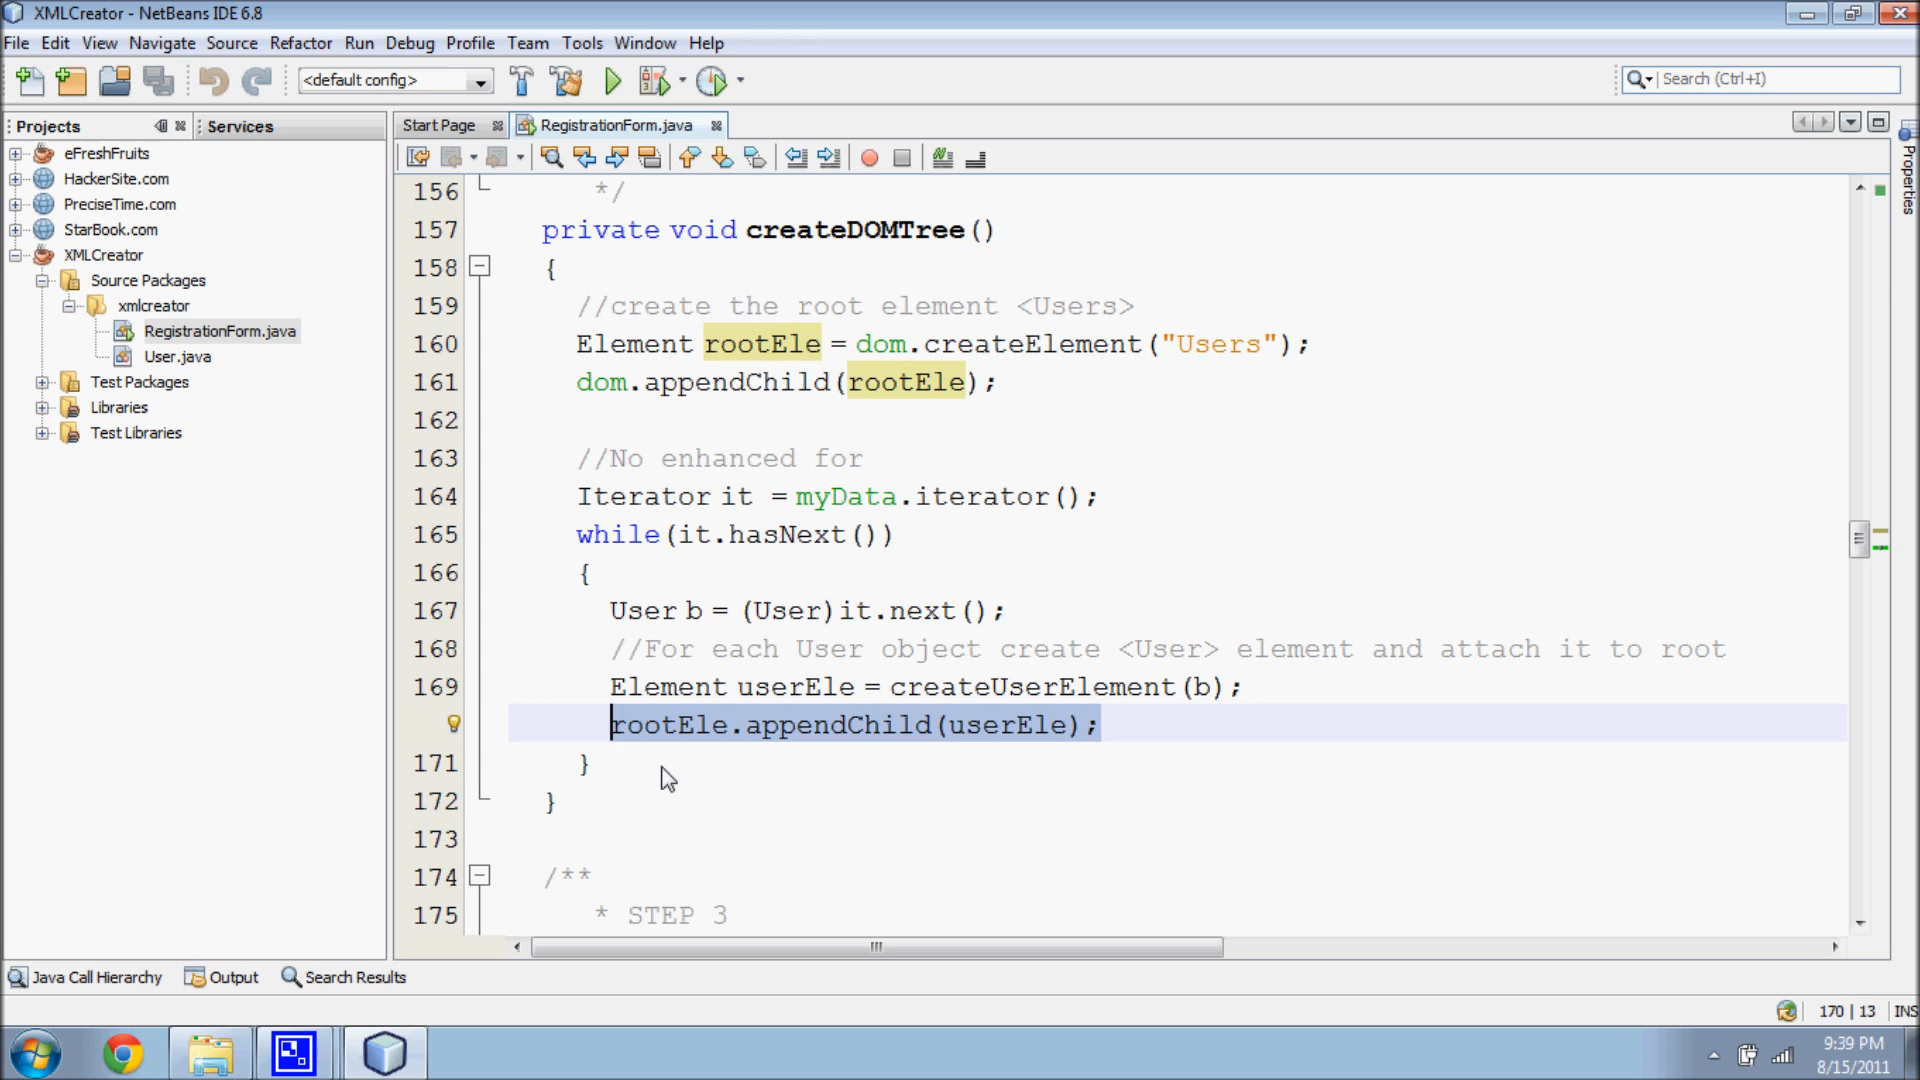 XMLCreator - NetBeans IDE 6.8
File Edit View Navigate Source Refactor Run Debug Profile Team Tools Window Help
<default config>
Search (Ctrl+I)
Projects
Services
Start Page
RegistrationForm.java
Properties
eFreshFruits
HackerSite.com
PreciseTime.com
StarBook.com
XMLCreator
Source Packages
xmlcreator
RegistrationForm.java
User.java
Test Packages
Libraries
Test Libraries
156 */
157 private void createDOMTree()
158 {
159 //create the root element <Users>
160 Element rootEle = dom.createElement("Users");
161 dom.appendChild(rootEle);
162
163 //No enhanced for
164 Iterator it = myData.iterator();
165 while(it.hasNext())
166 {
167 User b = (User)it.next();
168 //For each User object create <User> element and attach it to root
169 Element userEle = createUserElement(b);
rootEle.appendChild(userEle);
171 }
172 }
173
174 /**
175 * STEP 3
Java Call Hierarchy
Output
Search Results
170 | 13 INS
9:39 PM
8/15/2011